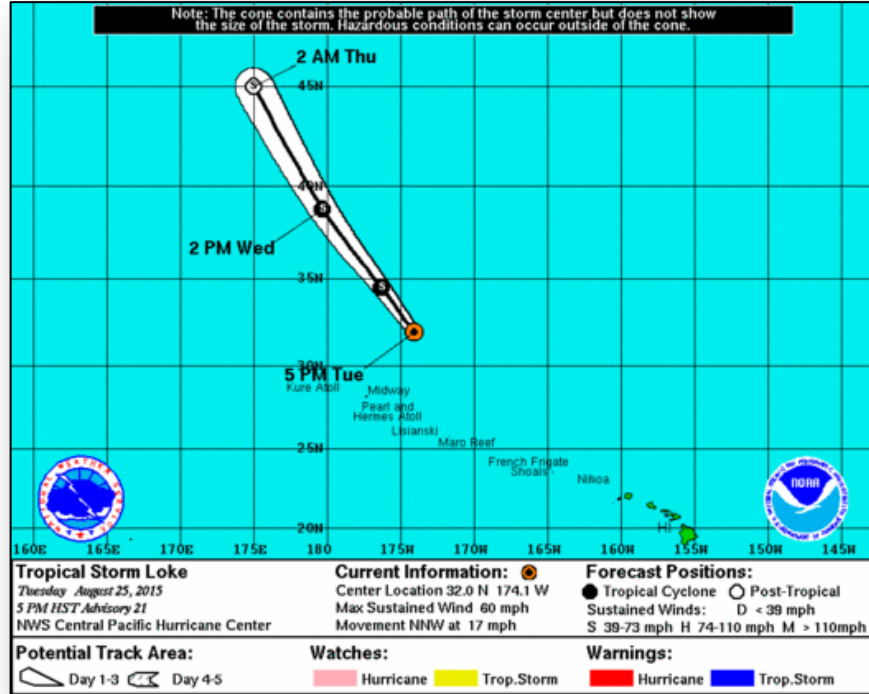 Note: The cone contains the probable path of the storm center but does not show
the size of the storm. Hazardous conditions can occur outside of the cone.
2 AM Thu
S
45N
40N
S
2 PM Wed
35N
S
5 PM Tue
30N
Kure Atoll
Midway
Pearl and
Hermes Atoll
Lisianski
Maro Reef
25N
French Frigate
Shoals
Nihoa
NOAA
HI
20N
160E 165E 170E 175E 180 175W 170W 165W 160W 155W 150W 145W
Tropical Storm Loke
Tuesday August 25, 2015
5 PM HST Advisory 21
NWS Central Pacific Hurricane Center
Current Information:
Center Location 32.0 N 174.1 W
Max Sustained Wind 60 mph
Movement NNW at 17 mph
Forecast Positions:
Tropical Cyclone Post-Tropical
Sustained Winds: D < 39 mph
S 39-73 mph H 74-110 mph M > 110mph
Potential Track Area:
Day 1-3 Day 4-5
Watches:
Hurricane Trop.Storm
Warnings:
Hurricane Trop.Storm